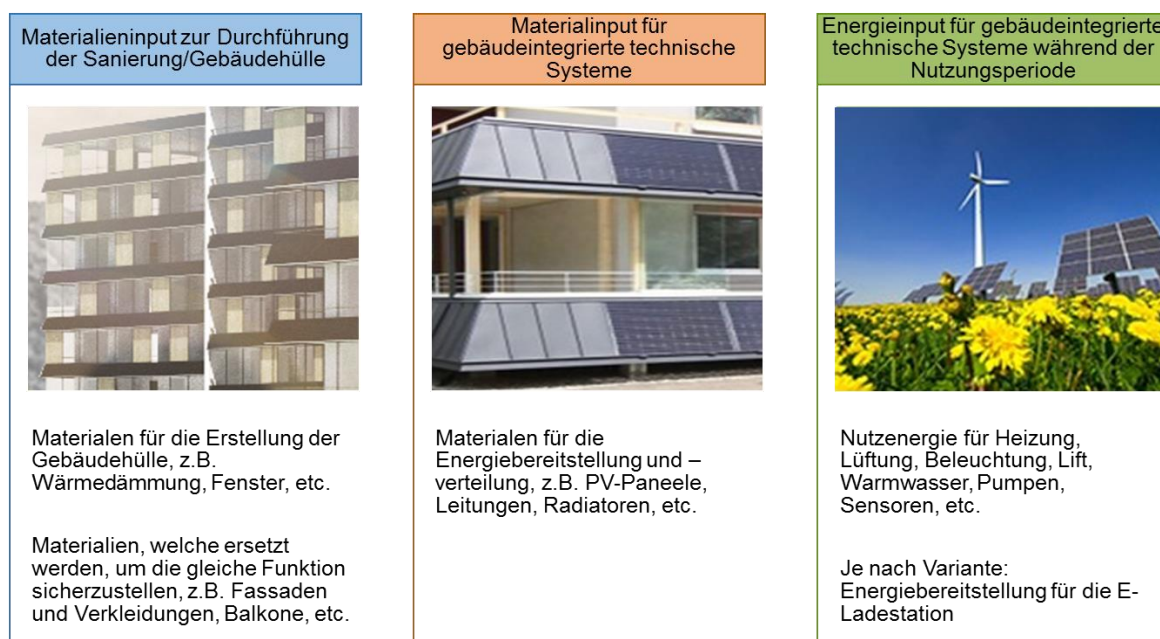 Materialieninput zur Durchführung
der Sanierung/Gebäudehülle
Materialen für die Erstellung der
Gebäudehülle, z.B.
Wärmedämmung, Fenster, etc.
Materialien, welche ersetzt
werden, um die gleiche Funktion
sicherzustellen, z.B. Fassaden
und Verkleidungen, Balkone, etc.
Materialinput für
gebäudeintegrierte technische
Systeme
Materialen für die
Energiebereitstellung und –
verteilung, z.B. PV-Paneele,
Leitungen, Radiatoren, etc.
Energieinput für gebäudeintegrierte
technische Systeme während der
Nutzungsperiode
Nutzenergie für Heizung,
Lüftung, Beleuchtung, Lift,
Warmwasser, Pumpen,
Sensoren, etc.
Je nach Variante:
Energiebereitstellung für die E-
Ladestation